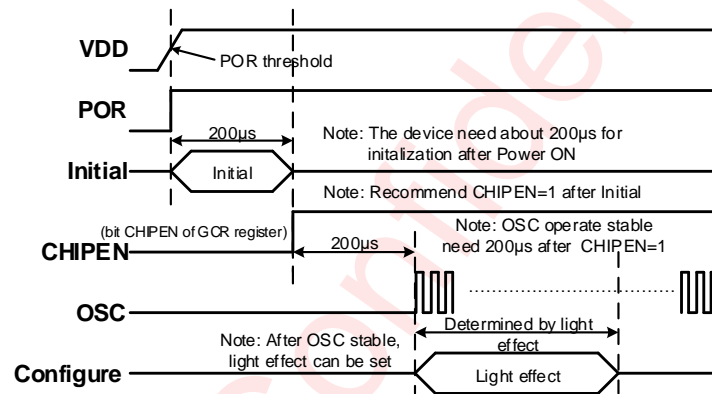 VDD
POR threshold
POR
200μs
Note: The device need about 200μs for
initalization after Power ON
Initial
Initial
Note: Recommend CHIPEN=1 after Initial
(bit CHIPEN of GCR register)
CHIPEN
200μs
Note: OSC operate stable
need 200μs after CHIPEN=1
OSC
Note: After OSC stable,
light effect can be set
Determined by light
effect
Configure
Light effect
Confide